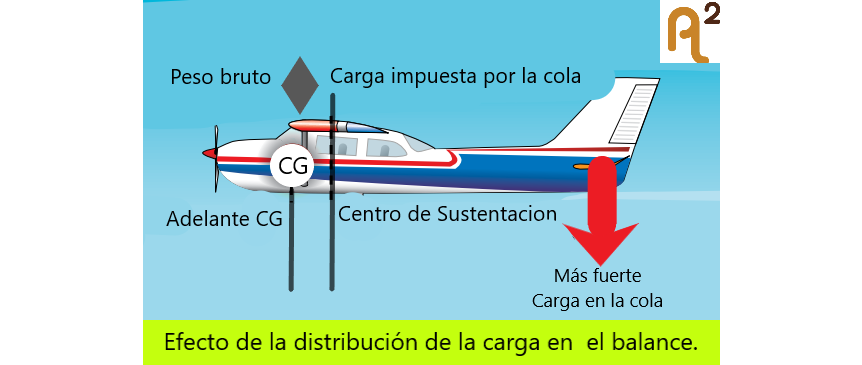 Peso bruto
Carga impuesta por la cola
CG
Adelante CG
Centro de Sustentacion
Más fuerte
Carga en la cola
Efecto de la distribución de la carga en el balance.